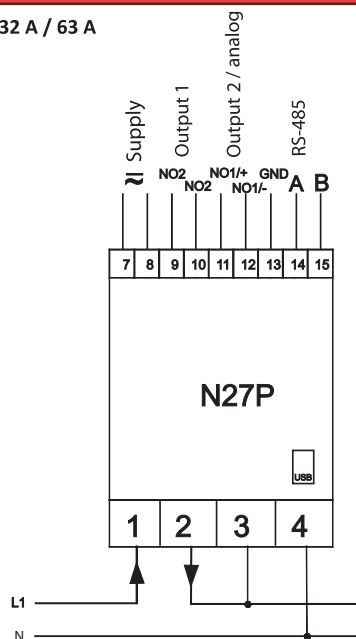 32 A / 63 A
Supply
Output 1
Output 2 / analog
RS-485
NO2
NO2
NO1/+
NO1/-
GND
A B
7 8 9 10 11 12 13 14 15
N27P
USB
1 2 3 4
L1
N